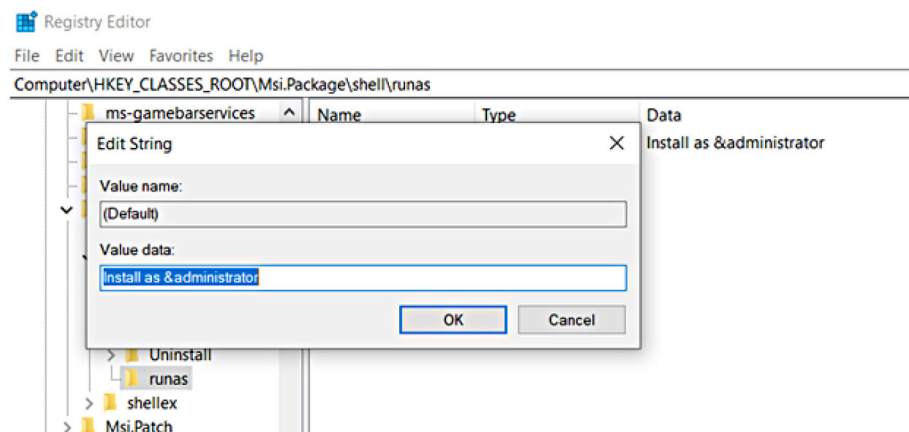 Registry Editor
File Edit View Favorites Help
Computer\HKEY_CLASSES_ROOT\Msi.Package\shell\runas
ms-gamebarservices
Name Type Data
Edit String
Install as &administrator
Value name:
(Default)
Value data:
Install as &administrator
OK Cancel
Uninstall
runas
shellex
Msi.Patch